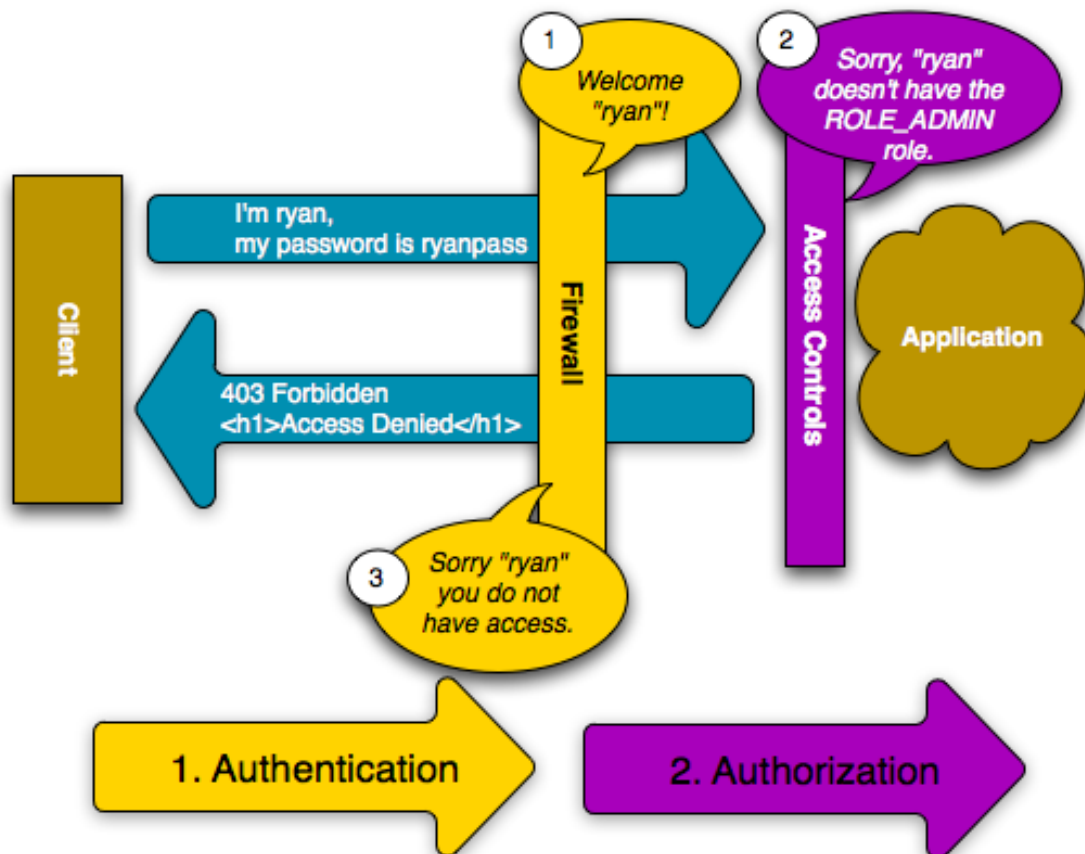 1
Welcome
"ryan"!
2
Sorry, "ryan"
doesn't have the
ROLE_ADMIN
role.
I'm ryan,
my password is ryanpass
Client
Firewall
Access Controls
Application
403 Forbidden
<h1>Access Denied</h1>
3
Sorry "ryan"
you do not
have access.
1. Authentication
2. Authorization